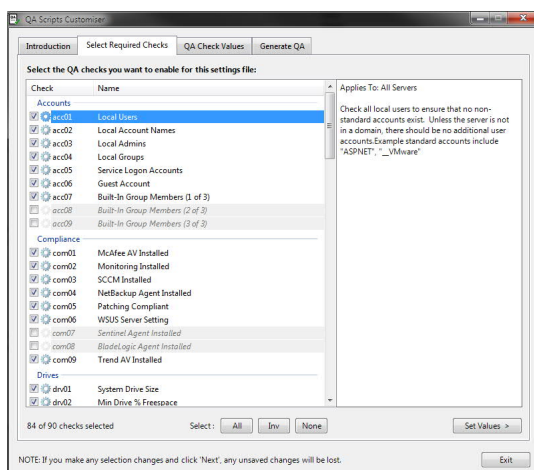 QA Scripts Customiser
Introduction
Select Required Checks
QA Check Values
Generate QA
Select the QA checks you want to enable for this settings file:
Check Name
Accounts
acc01 Local Users
acc02 Local Account Names
acc03 Local Admins
acc04 Local Groups
acc05 Service Logon Accounts
acc06 Guest Account
acc07 Built-In Group Members (1 of 3)
acc08 Built-In Group Members (2 of 3)
acc09 Built-In Group Members (3 of 3)
Compliance
com01 McAfee AV Installed
com02 Monitoring Installed
com03 SCCM Installed
com04 NetBackup Agent Installed
com05 Patching Compliant
com06 WSUS Server Setting
com07 Sentinel Agent Installed
com08 BladeLogic Agent Installed
com09 Trend AV Installed
Drives
drv01 System Drive Size
drv02 Min Drive % Freespace
Applies To: All Servers
Check all local users to ensure that no non-
standard accounts exist. Unless the server is not
in a domain, there should be no additional user
accounts.Example standard accounts include
"ASPNET", "__VMware"
84 of 90 checks selected
Select :
All
Inv
None
Set Values >
NOTE: If you make any selection changes and click 'Next', any unsaved changes will be lost.
Exit